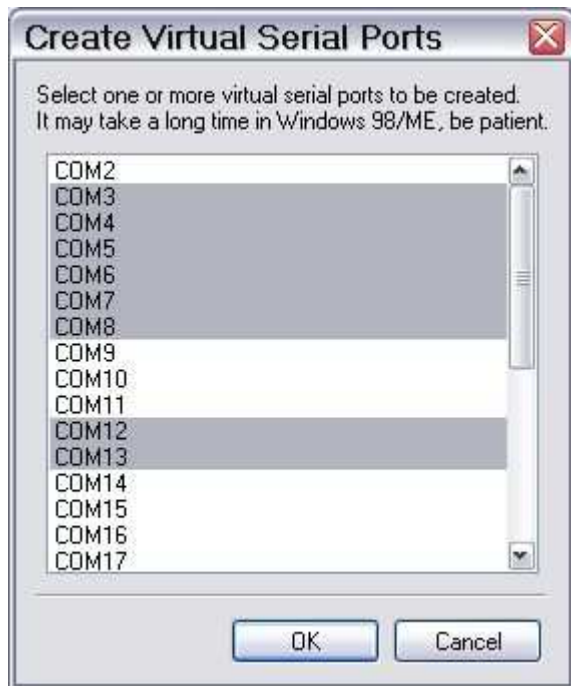 Create Virtual Serial Ports
Select one or more virtual serial ports to be created.
It may take a long time in Windows 98/ME, be patient.
COM2
COM3
COM4
COM5
COM6
COM7
COM8
COM9
COM10
COM11
COM12
COM13
COM14
COM15
COM16
COM17
OK
Cancel